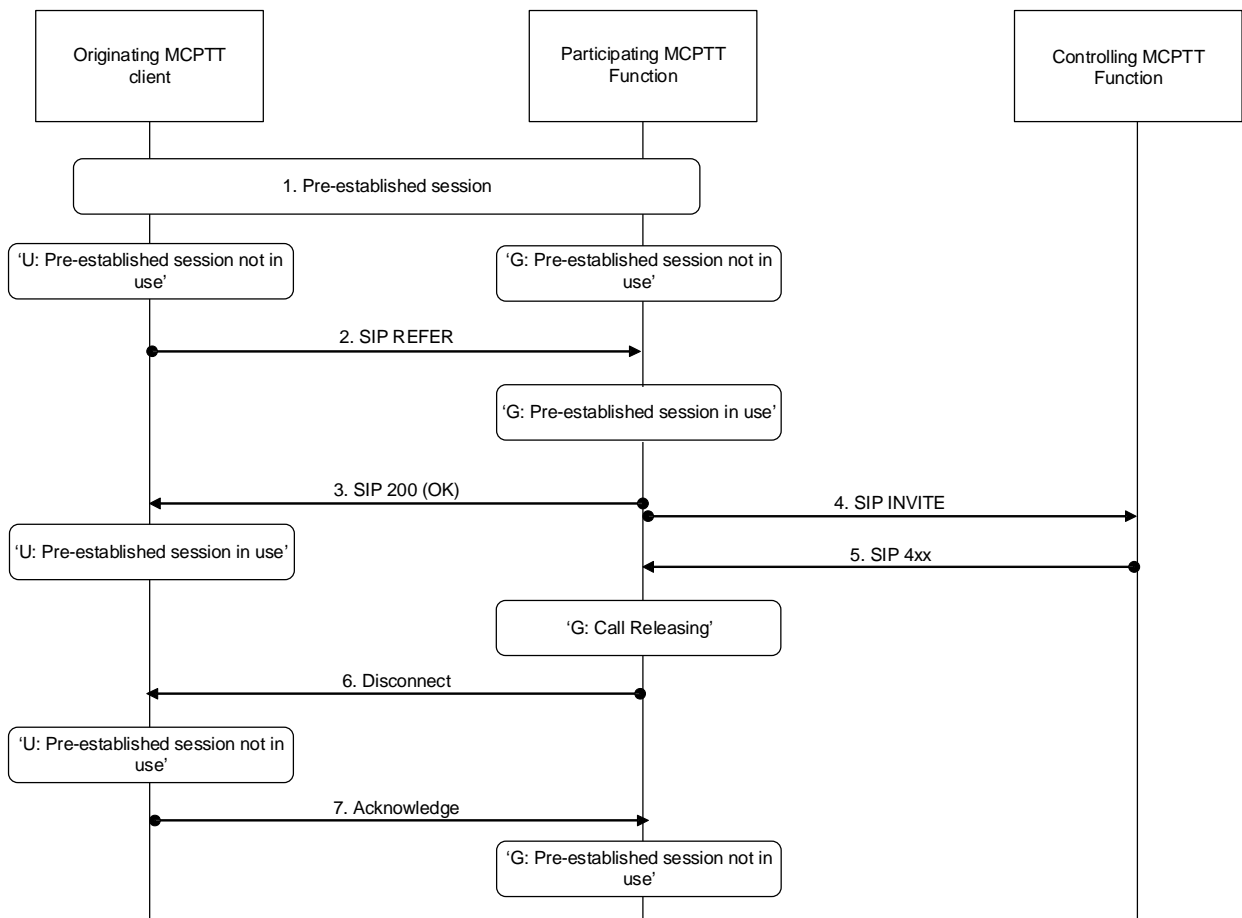 Originating MCPTT
client
Participating MCPTT
Function
Controlling MCPTT
Function
1. Pre-established session
‘U: Pre-established session not in
use’
‘G: Pre-established session not in
use’
2. SIP REFER
‘G: Pre-established session in use’
3. SIP 200 (OK)
4. SIP INVITE
‘U: Pre-established session in use’
5. SIP 4xx
‘G: Call Releasing’
6. Disconnect
‘U: Pre-established session not in
use’
7. Acknowledge
‘G: Pre-established session not in
use’